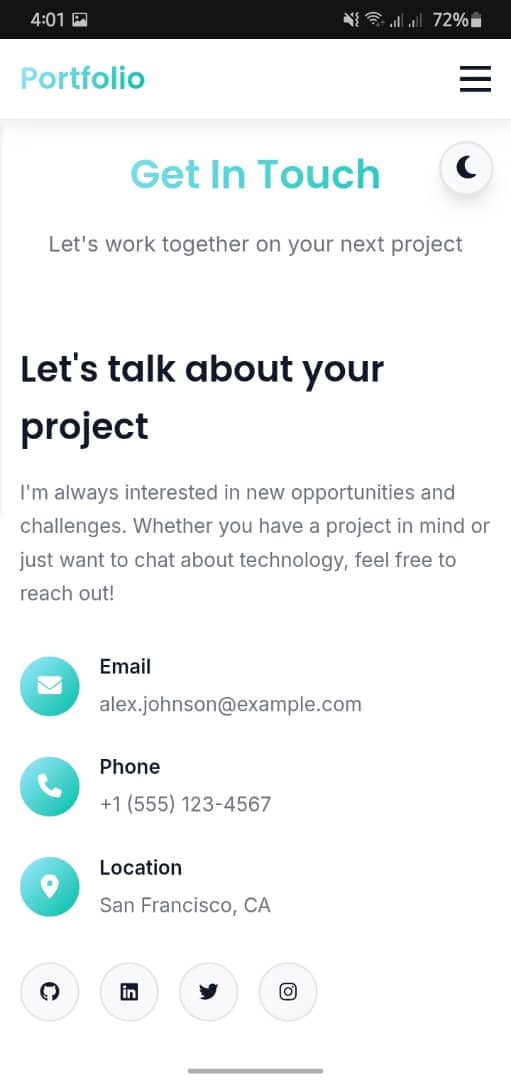 4:01 72%
Portfolio
Get In Touch
Let's work together on your next project
Let's talk about your
project
I'm always interested in new opportunities and
challenges. Whether you have a project in mind or
just want to chat about technology, feel free to
reach out!
Email
alex.johnson@example.com
Phone
+1 (555) 123-4567
Location
San Francisco, CA